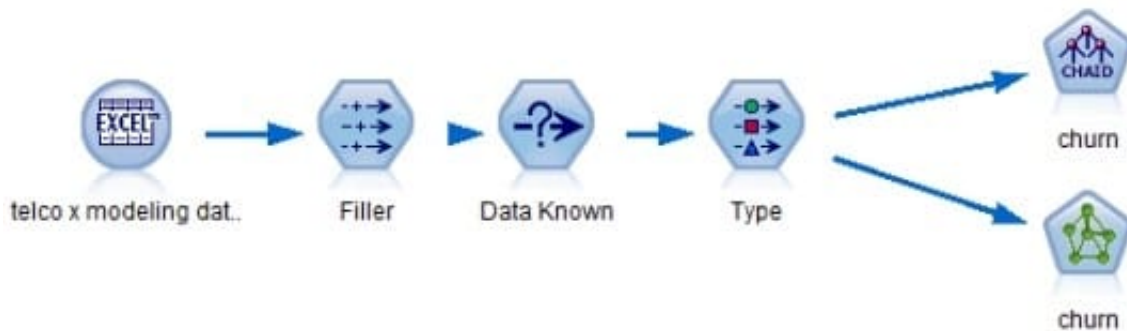 EXCEL
telco x modeling dat..
Filler
Data Known
Type
CHAID
churn
churn